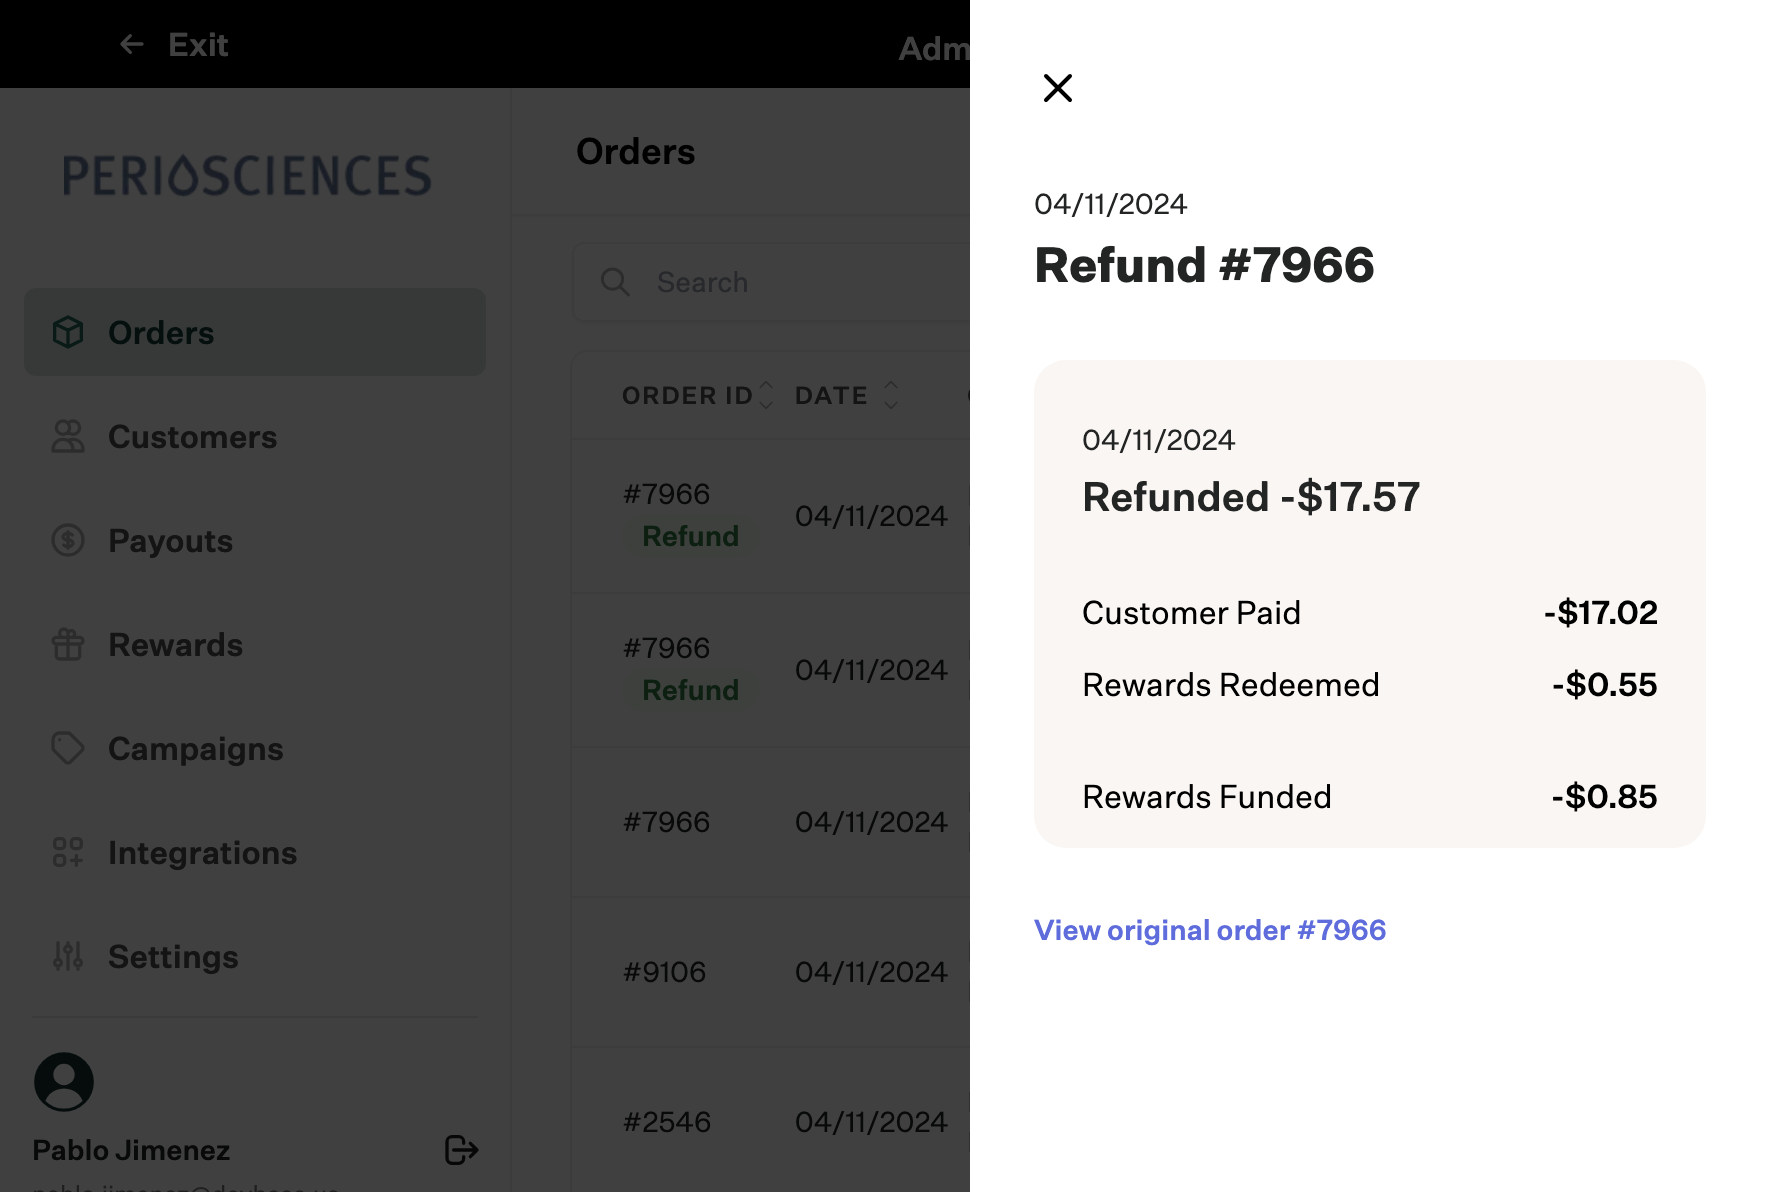 Exit
Adm
PERIOSCIENCES
Orders
Customers
Payouts
Rewards
Campaigns
Integrations
Settings
Pablo Jimenez
Orders
Search
ORDER ID DATE
#7966
Refund
04/11/2024
#7966
Refund
04/11/2024
#7966 04/11/2024
#9106 04/11/2024
#2546 04/11/2024
04/11/2024
Refund #7966
04/11/2024
Refunded -$17.57
Customer Paid -$17.02
Rewards Redeemed -$0.55
Rewards Funded -$0.85
View original order #7966